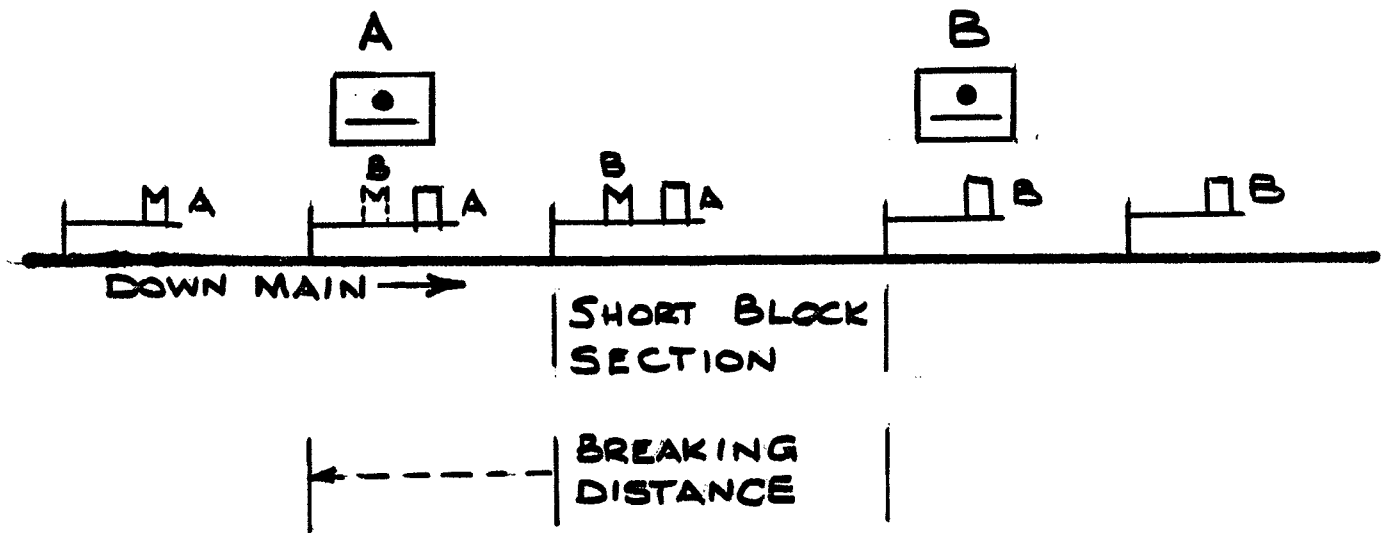 A B
B B
A A A B B
DOWN MAIN
SHORT BLOCK
SECTION
BREAKING
DISTANCE